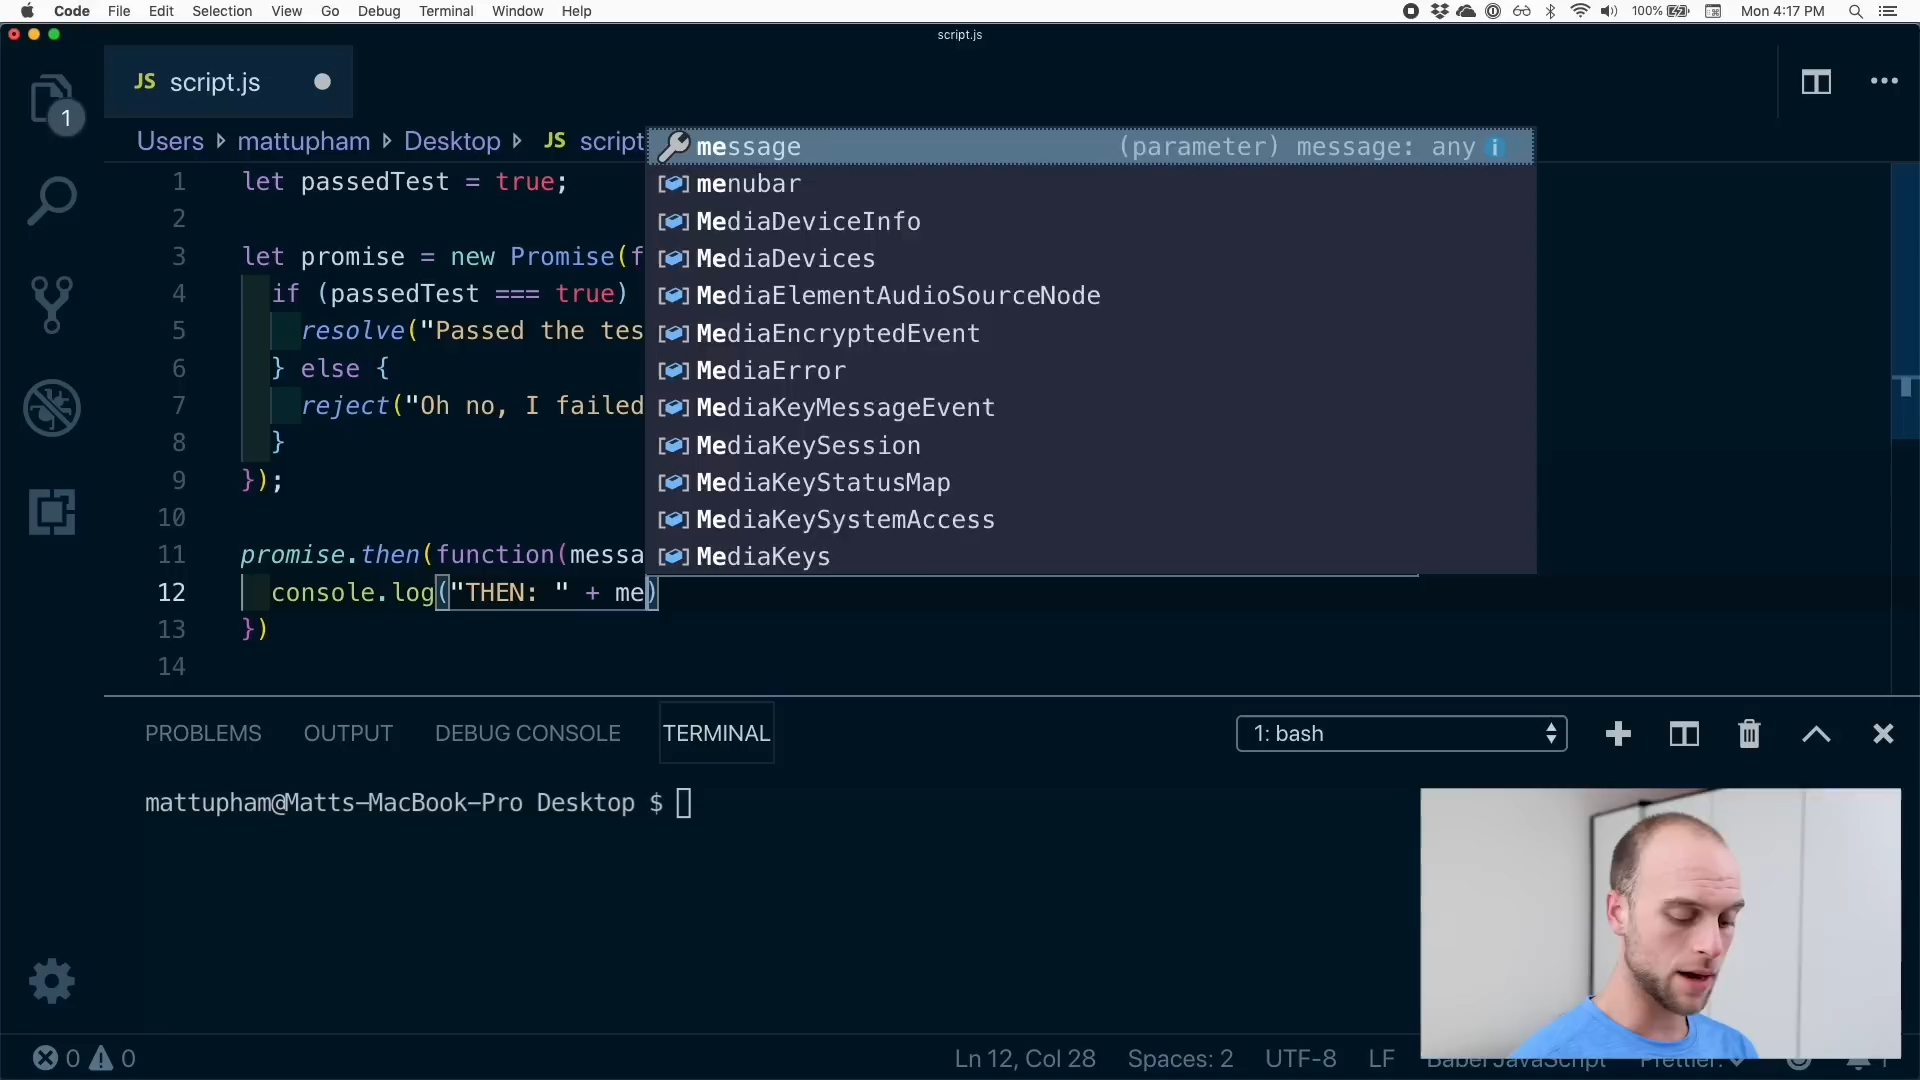 Code File Edit Selection View Go Debug Terminal Window Help 100% Mon 4:17 PM
script.js
JS script.js
1
Users mattupham Desktop JS script
message (parameter) message: any
menubar
MediaDeviceInfo
MediaDevices
MediaElementAudioSourceNode
MediaEncryptedEvent
MediaError
MediaKeyMessageEvent
MediaKeySession
MediaKeyStatusMap
MediaKeySystemAccess
MediaKeys
1 let passedTest = true;
2
3 let promise = new Promise(f
4 if (passedTest === true)
5 resolve("Passed the tes
6 } else {
7 reject("Oh no, I failed
8 }
9 });
10
11 promise.then(function(messa
12 console.log("THEN: " + me)
13 })
14
PROBLEMS OUTPUT DEBUG CONSOLE TERMINAL 1: bash
mattupham@Matts-MacBook-Pro Desktop $
0 0 Ln 12, Col 28 Spaces: 2 UTF-8 LF Babel JavaScript Prettier: